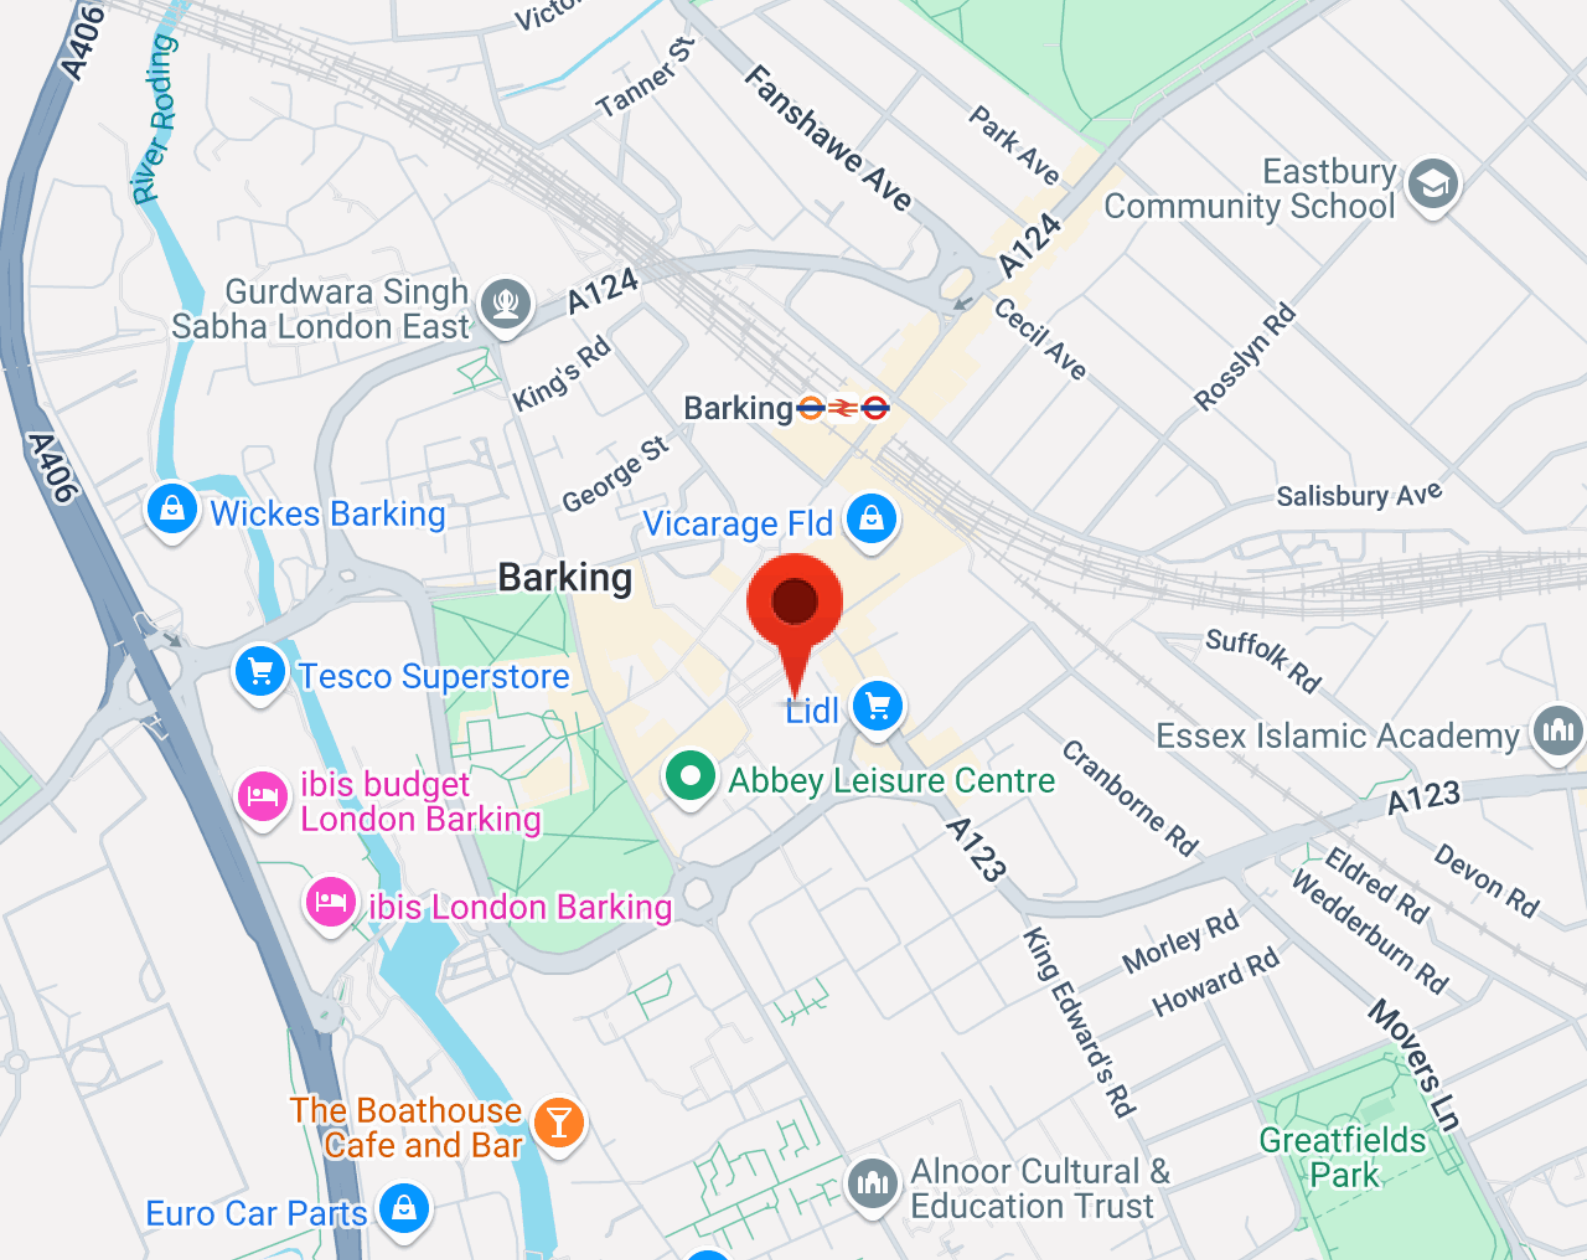 A406
River Roding
Victo
Tanner St
Fanshawe Ave
Park Ave
Eastbury
Community School
A124
Gurdwara Singh
Sabha London East
A124
King's Rd
Cecil Ave
Rosslyn Rd
Barking
A406
George St
Salisbury Ave
Wickes Barking
Vicarage Fld
Barking
Suffolk Rd
Tesco Superstore
Lidl
Essex Islamic Academy
ibis budget
London Barking
Abbey Leisure Centre
Cranborne Rd
A123
A123
Eldred Rd
Devon Rd
Wedderburn Rd
ibis London Barking
Morley Rd
Howard Rd
King Edward's Rd
Movers Ln
The Boathouse
Cafe and Bar
Greatfields
Park
Alnoor Cultural &
Education Trust
Euro Car Parts